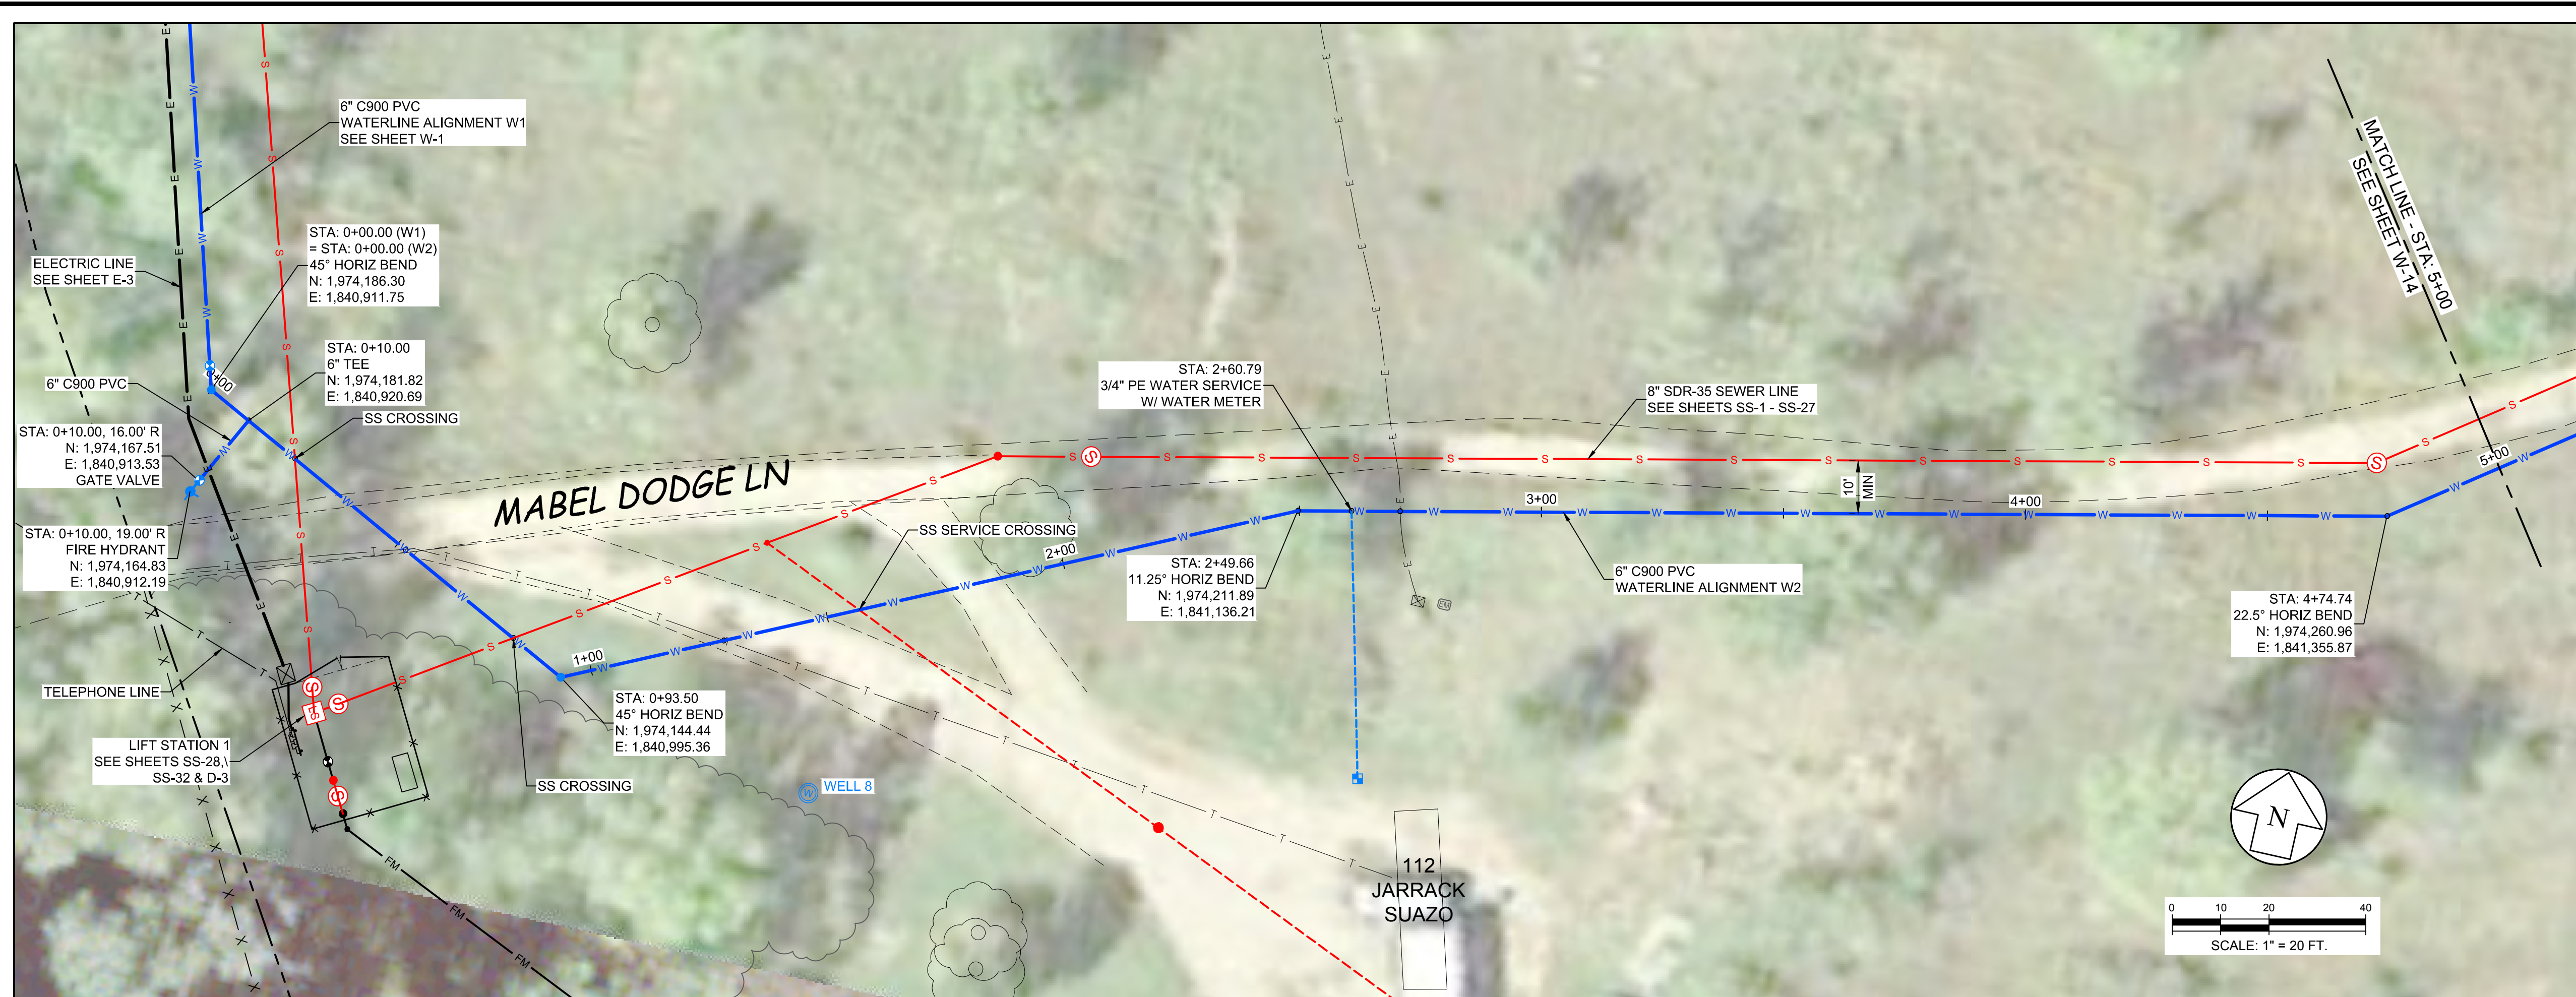 6" C900 PVC
WATERLINE ALIGNMENT W1
SEE SHEET W-1
STA: 0+00.00 (W1)
= STA: 0+00.00 (W2)
45° HORIZ BEND
N: 1,974,186.30
E: 1,840,911.75
ELECTRIC LINE
SEE SHEET E-3
STA: 0+10.00
6" TEE
N: 1,974,181.82
E: 1,840,920.69
6" C900 PVC
0+00
SS CROSSING
STA: 0+10.00, 16.00' R
N: 1,974,167.51
E: 1,840,913.53
GATE VALVE
STA: 0+10.00, 19.00' R
FIRE HYDRANT
N: 1,974,164.83
E: 1,840,912.19
MABEL DODGE LN
TELEPHONE LINE
LIFT STATION 1
SEE SHEETS SS-28,\
SS-32 & D-3
LS
1+00
STA: 0+93.50
45° HORIZ BEND
N: 1,974,144.44
E: 1,840,995.36
SS CROSSING
WELL 8
SS SERVICE CROSSING
2+00
STA: 2+60.79
3/4" PE WATER SERVICE
W/ WATER METER
STA: 2+49.66
11.25° HORIZ BEND
N: 1,974,211.89
E: 1,841,136.21
EM
3+00
8" SDR-35 SEWER LINE
SEE SHEETS SS-1 - SS-27
10'
MIN
6" C900 PVC
WATERLINE ALIGNMENT W2
4+00
MATCH LINE - STA: 5+00
SEE SHEET W-14
5+00
STA: 4+74.74
22.5° HORIZ BEND
N: 1,974,260.96
E: 1,841,355.87
112
JARRACK
SUAZO
N
0 10 20 40
SCALE: 1" = 20 FT.